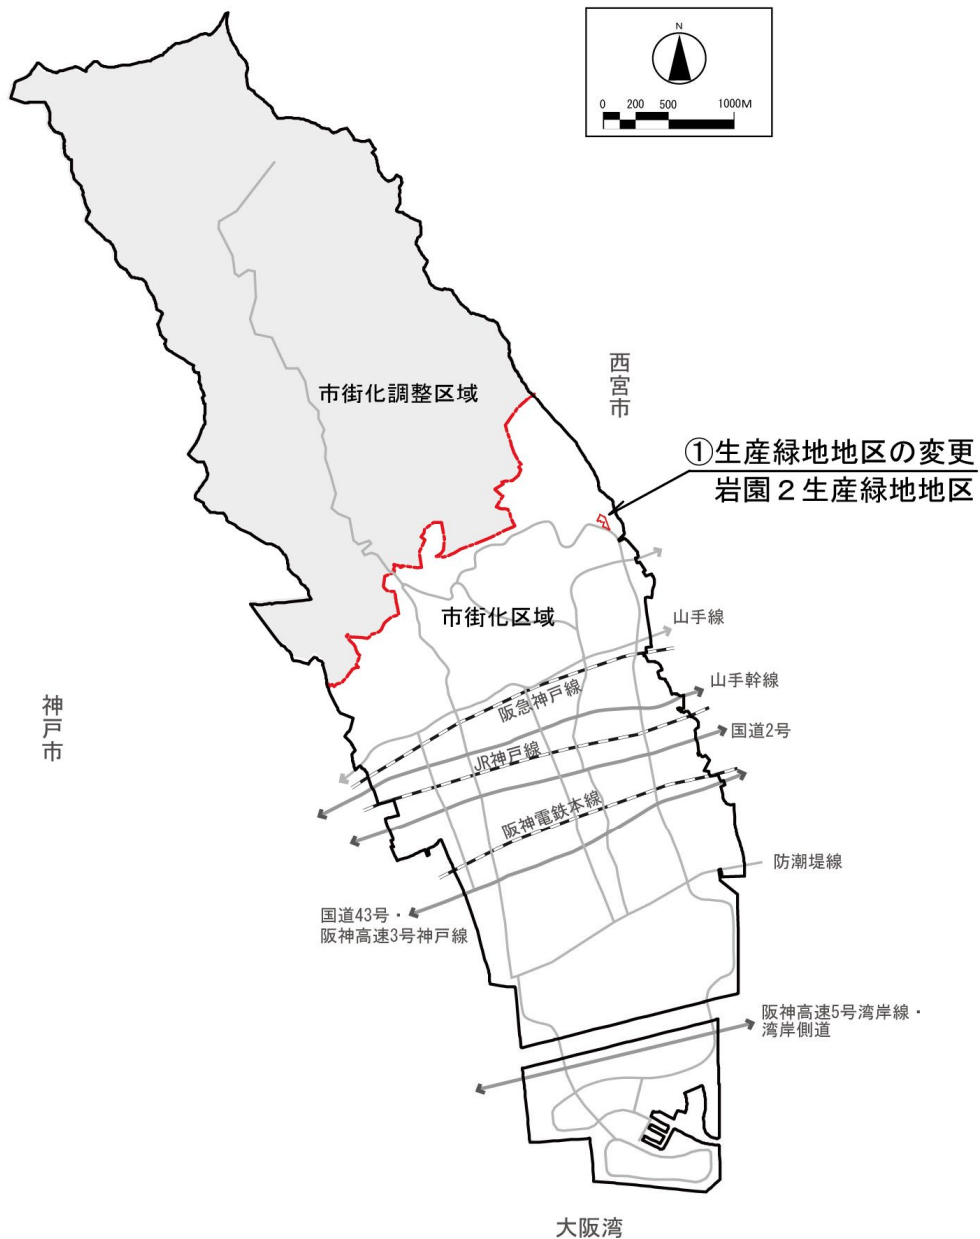 N
0 200 500 1000M
西宮市
市街化調整区域
①生産緑地地区の変更
岩園２生産緑地地区
市街化区域
山手線
山手幹線
阪急神戸線
神戸市
国道2号
JR神戸線
阪神電鉄本線
防潮堤線
国道43号・
阪神高速3号神戸線
阪神高速5号湾岸線・
湾岸側道
大阪湾